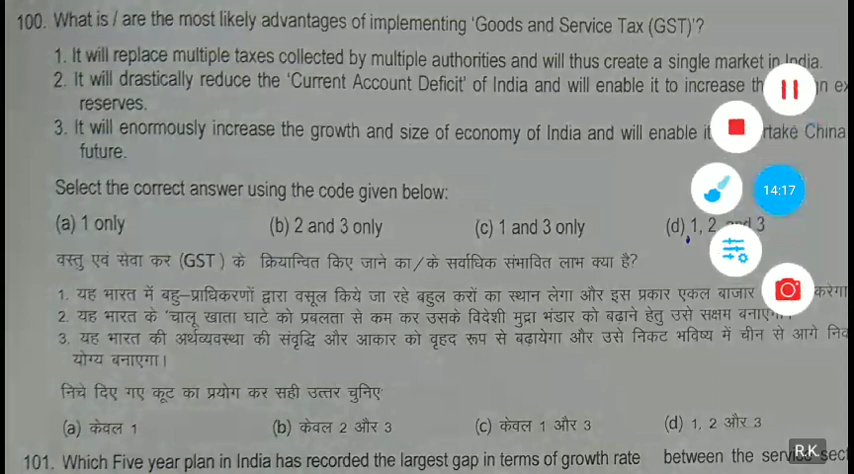 100. What is / are the most likely advantages of implementing 'Goods and Service Tax (GST)'?
1. It will replace multiple taxes collected by multiple authorities and will thus create a single market in India.
2. It will drastically reduce the 'Current Account Deficit' of India and will enable it to increase
reserves.
3. It will enormously increase the growth and size of economy of India and will enable China
future.
Select the correct answer using the code given below:
(a) 1 only (b) 2 and 3 only (c) 1 and 3 only (d) 1, 2 and 3
14:17
वस्तु एवं सेवा कर (GST) के क्रियान्वित किए जाने का/के सर्वाधिक संभावित लाभ क्या है?
1. यह भारत में बहु-प्राधिकरणों द्वारा वसूल किये जा रहे बहुल करों का स्थान लेगा और इस प्रकार एकल बाजार करेगा
2. यह भारत के 'चालू खाता घाटे को प्रबलता से कम कर उसके विदेशी मुद्रा भंडार को बढ़ाने हेतु उसे सक्षम
3. यह भारत की अर्थव्यवस्था की संवृद्धि और आकार को वृहद रूप से बढ़ायेगा और उसे निकट भविष्य में चीन से आगे
योग्य बनाएगा।
निचे दिए गए कूट का प्रयोग कर सही उत्तर चुनिए
(a) केवल 1 (b) केवल 2 और 3 (c) केवल 1 और 3 (d) 1, 2 और 3
101. Which Five year plan in India has recorded the largest gap in terms of growth rate between the
RK